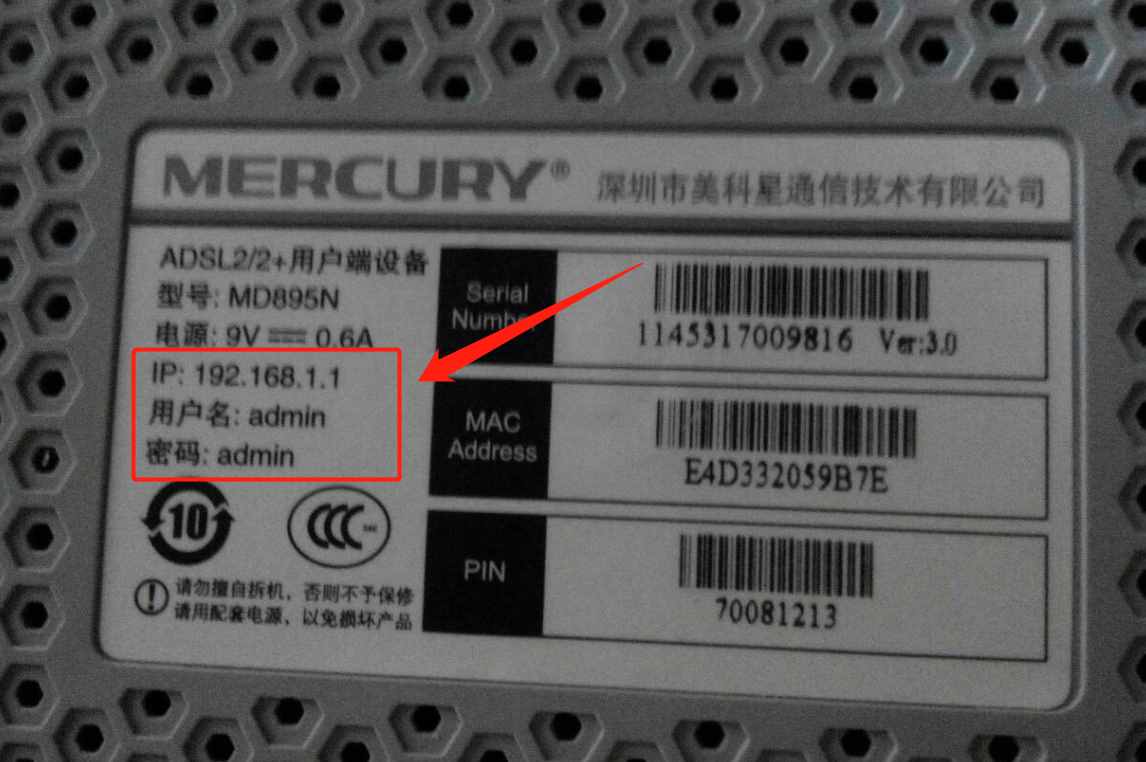 MERCURY® 深圳市美科星通信技术有限公司
ADSL2/2+用户端设备
型号: MD895N
电源: 9V ⎓ 0.6A
IP: 192.168.1.1
用户名: admin
密码: admin
10
CCC
请勿擅自拆机，否则不予保修
请用配套电源、以免损坏产品
Serial
Number
1145317009816 Ver:3.0
MAC
Address
E4D332059B7E
PIN
70081213